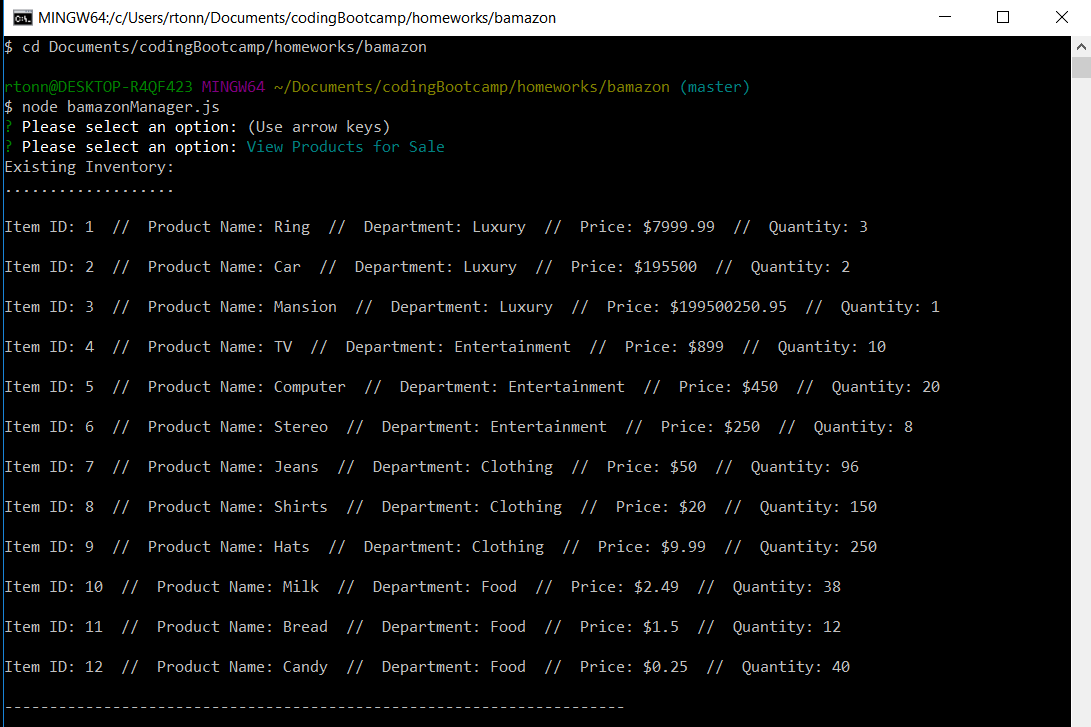 MINGW64:/c/Users/rtonn/Documents/codingBootcamp/homeworks/bamazon
$ cd Documents/codingBootcamp/homeworks/bamazon
rtonn@DESKTOP-R4QF423 MINGW64 ~/Documents/codingBootcamp/homeworks/bamazon (master)
$ node bamazonManager.js
? Please select an option: (Use arrow keys)
? Please select an option: View Products for Sale
Existing Inventory:
...................
Item ID: 1  //  Product Name: Ring  //  Department: Luxury  //  Price: $7999.99  //  Quantity: 3
Item ID: 2  //  Product Name: Car  //  Department: Luxury  //  Price: $195500  //  Quantity: 2
Item ID: 3  //  Product Name: Mansion  //  Department: Luxury  //  Price: $199500250.95  //  Quantity: 1
Item ID: 4  //  Product Name: TV  //  Department: Entertainment  //  Price: $899  //  Quantity: 10
Item ID: 5  //  Product Name: Computer  //  Department: Entertainment  //  Price: $450  //  Quantity: 20
Item ID: 6  //  Product Name: Stereo  //  Department: Entertainment  //  Price: $250  //  Quantity: 8
Item ID: 7  //  Product Name: Jeans  //  Department: Clothing  //  Price: $50  //  Quantity: 96
Item ID: 8  //  Product Name: Shirts  //  Department: Clothing  //  Price: $20  //  Quantity: 150
Item ID: 9  //  Product Name: Hats  //  Department: Clothing  //  Price: $9.99  //  Quantity: 250
Item ID: 10  //  Product Name: Milk  //  Department: Food  //  Price: $2.49  //  Quantity: 38
Item ID: 11  //  Product Name: Bread  //  Department: Food  //  Price: $1.5  //  Quantity: 12
Item ID: 12  //  Product Name: Candy  //  Department: Food  //  Price: $0.25  //  Quantity: 40
---------------------------------------------------------------------